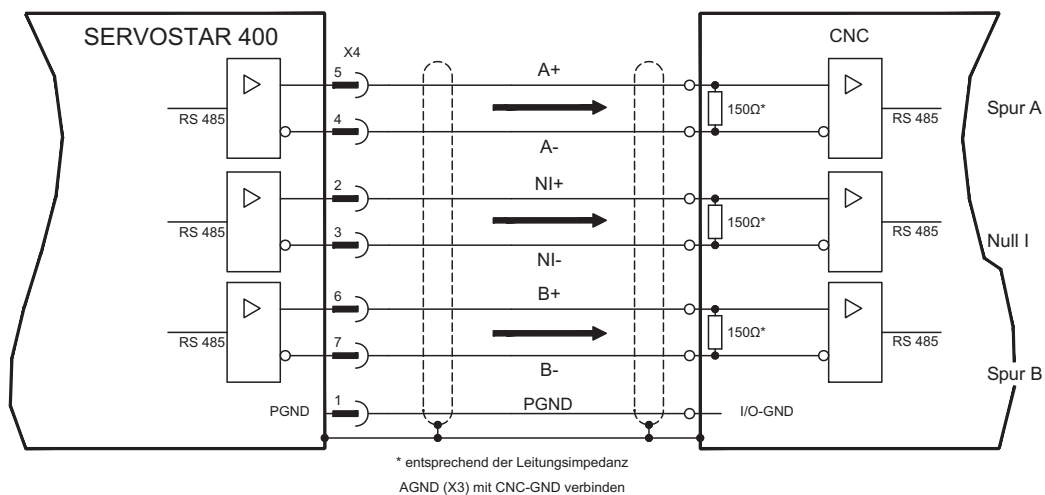 SERVOSTAR 400
CNC
X4
5
A+
150Ω*
RS 485
RS 485
Spur A
4
A-
2
NI+
150Ω*
RS 485
RS 485
3
NI-
Null I
6
B+
150Ω*
RS 485
RS 485
7
B-
Spur B
PGND
1
PGND
I/O-GND
* entsprechend der Leitungsimpedanz
AGND (X3) mit CNC-GND verbinden